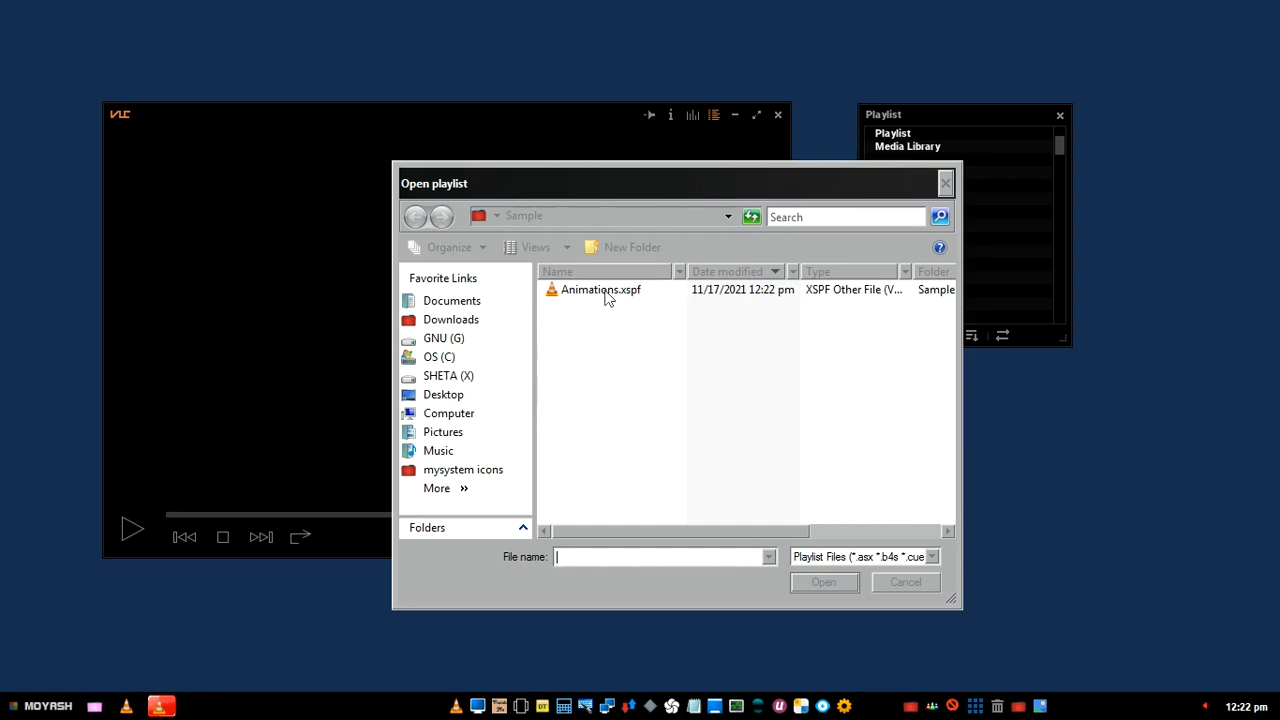 VLC
Playlist
Playlist
Media Library
Open playlist
Sample
Search
Organize
Views
New Folder
Favorite Links
Documents
Downloads
GNU (G)
OS (C)
SHETA (X)
Desktop
Computer
Pictures
Music
mysystem icons
More »
Folders
Name
Date modified
Type
Folder
Animations.xspf
11/17/2021 12:22 pm
XSPF Other File (V...
Sample
File name:
Playlist Files (*.asx *.b4s *.cue
Open
Cancel
MOYASH
DT
12:22 pm